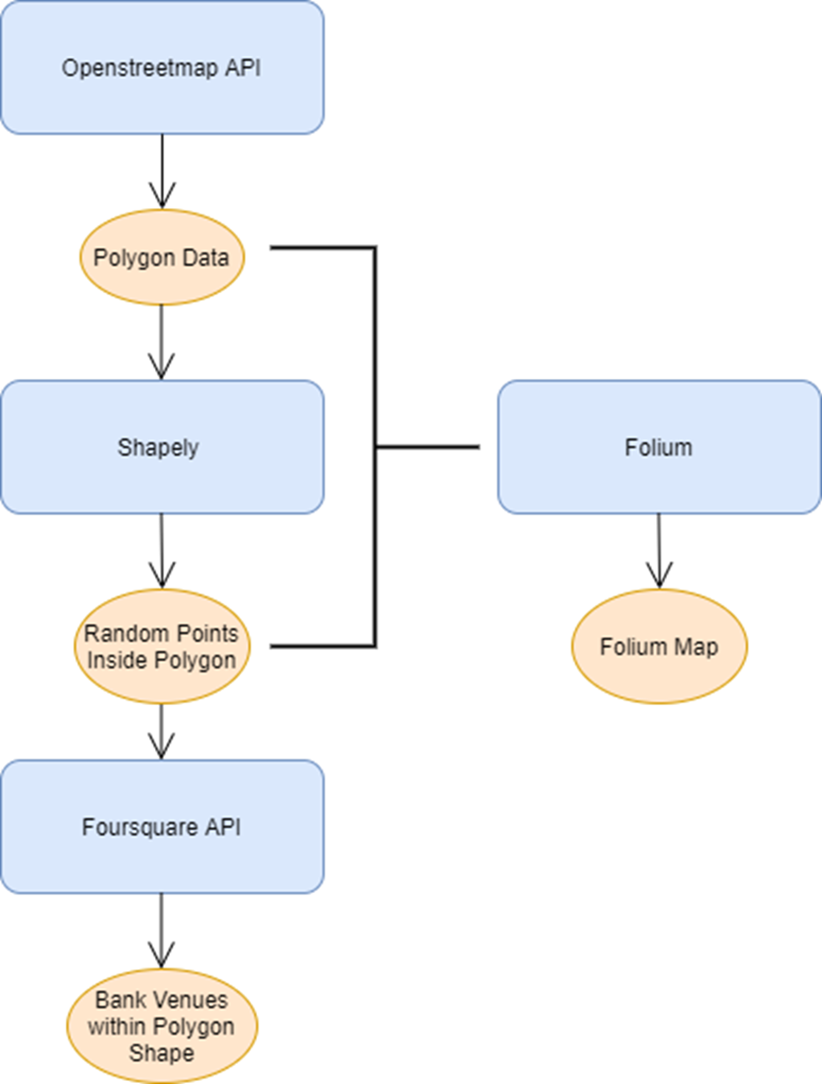 Openstreetmap API
Polygon Data
Shapely
Folium
Random Points
Inside Polygon
Folium Map
Foursquare API
Bank Venues
within Polygon
Shape